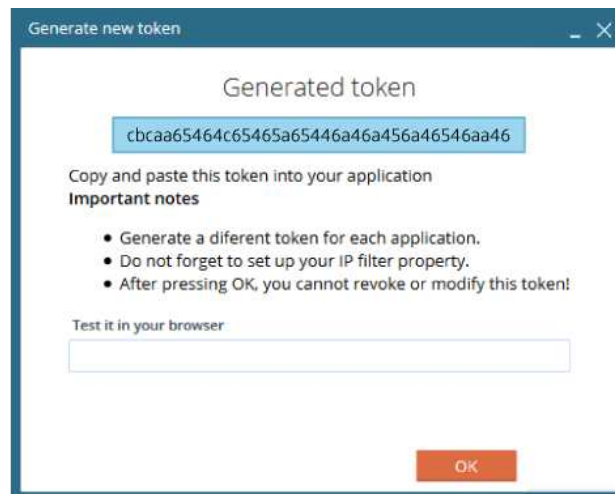 Generate new token
Generated token
cbcaa65464c65465a65446a46a456a46546aa46
Copy and paste this token into your application
Important notes
• Generate a diferent token for each application.
• Do not forget to set up your IP filter property.
• After pressing OK, you cannot revoke or modify this token!
Test it in your browser
OK